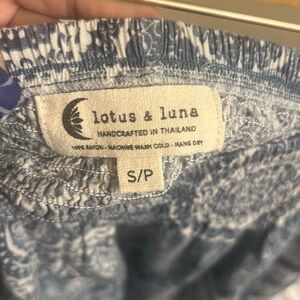 lotus & luna
HANDCRAFTED IN THAILAND
100% RAYON - MACHINE WASH COLD - HANG DRY
S/P